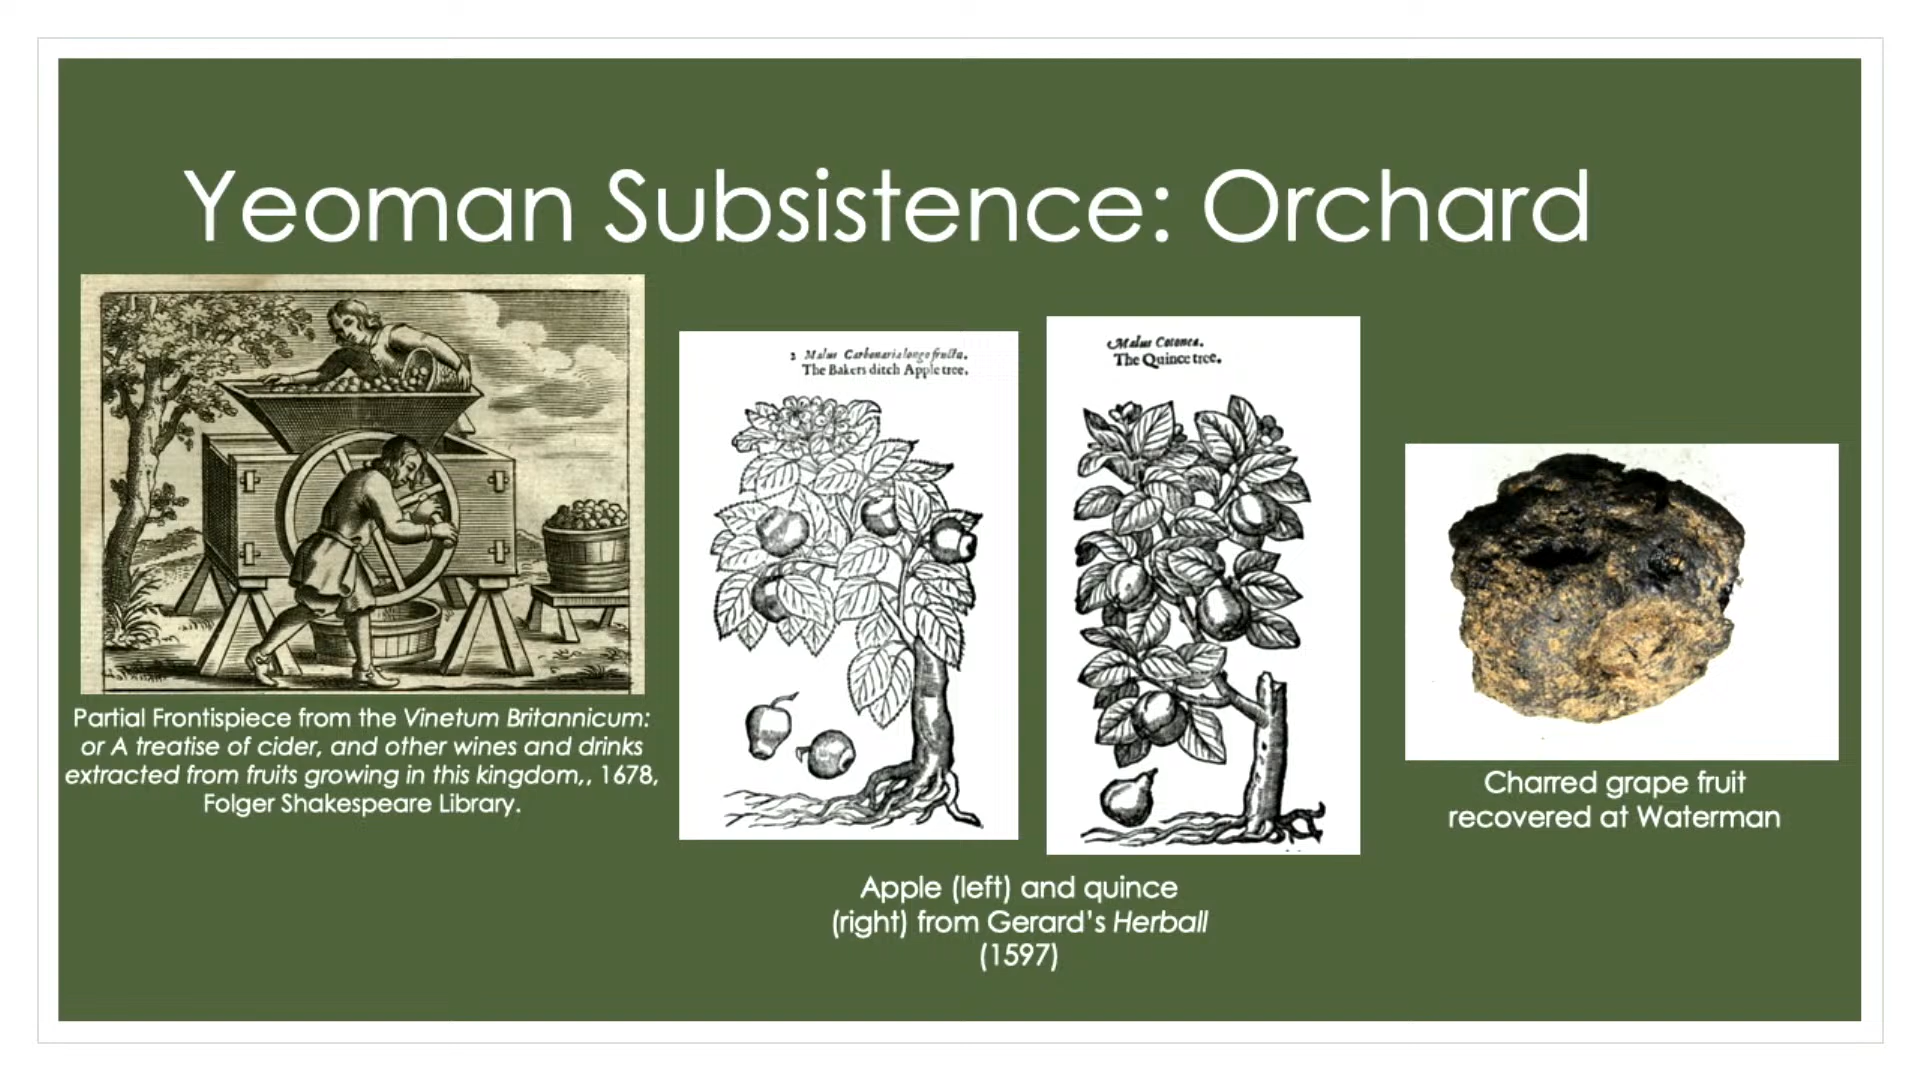 Yeoman Subsistence: Orchard
2 Malus Carbonaria longo fructu.
The Bakers ditch Apple tree.
Malus Cotonea.
The Quince tree.
Partial Frontispiece from the Vinetum Britannicum:
or A treatise of cider, and other wines and drinks
extracted from fruits growing in this kingdom,, 1678,
Folger Shakespeare Library.
Apple (left) and quince
(right) from Gerard's Herball
(1597)
Charred grape fruit
recovered at Waterman